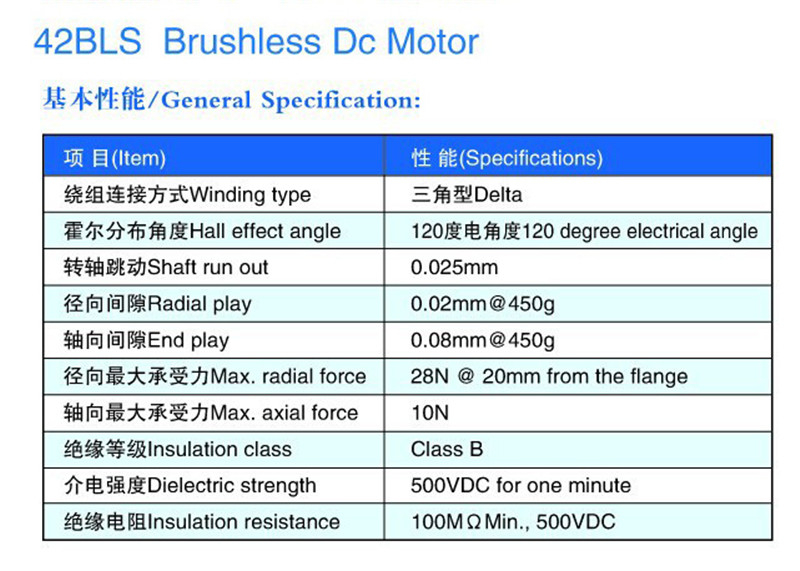 42BLS Brushless Dc Motor
基本性能/General Specification:
项 目(Item) 性 能(Specifications)
绕组连接方式Winding type 三角型Delta
霍尔分布角度Hall effect angle 120度电角度120 degree electrical angle
转轴跳动Shaft run out 0.025mm
径向间隙Radial play 0.02mm@450g
轴向间隙End play 0.08mm@450g
径向最大承受力Max. radial force 28N @ 20mm from the flange
轴向最大承受力Max. axial force 10N
绝缘等级Insulation class Class B
介电强度Dielectric strength 500VDC for one minute
绝缘电阻Insulation resistance 100MΩMin., 500VDC